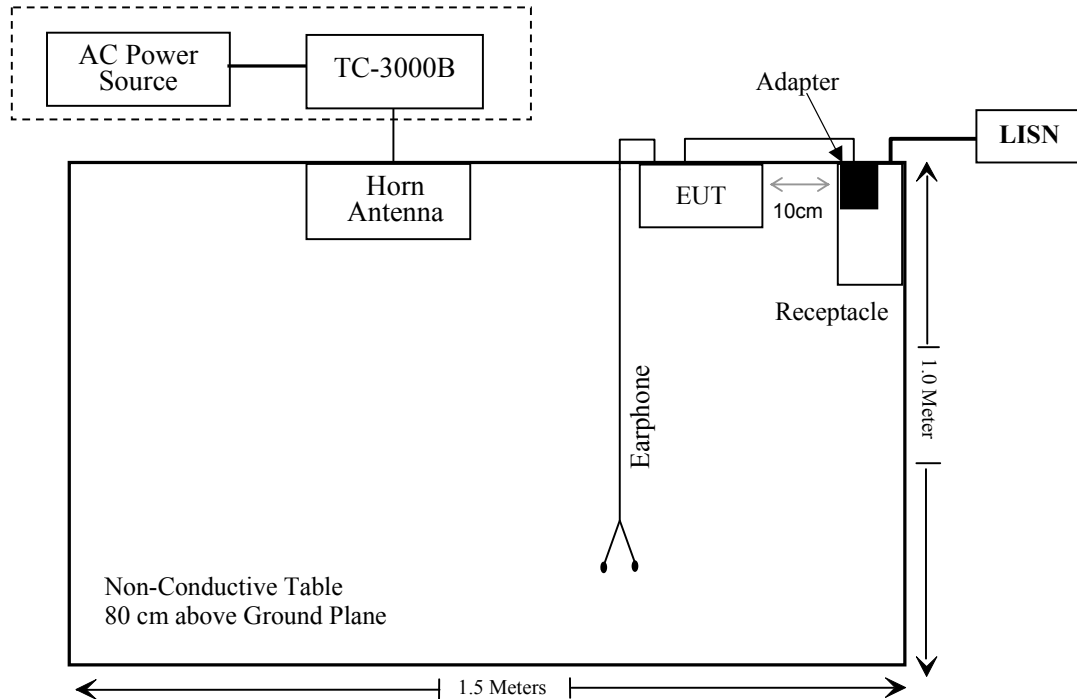 AC Power
Source
TC-3000B
Adapter
LISN
Horn
Antenna
EUT
10cm
Receptacle
1.0 Meter
Earphone
Non-Conductive Table
80 cm above Ground Plane
1.5 Meters